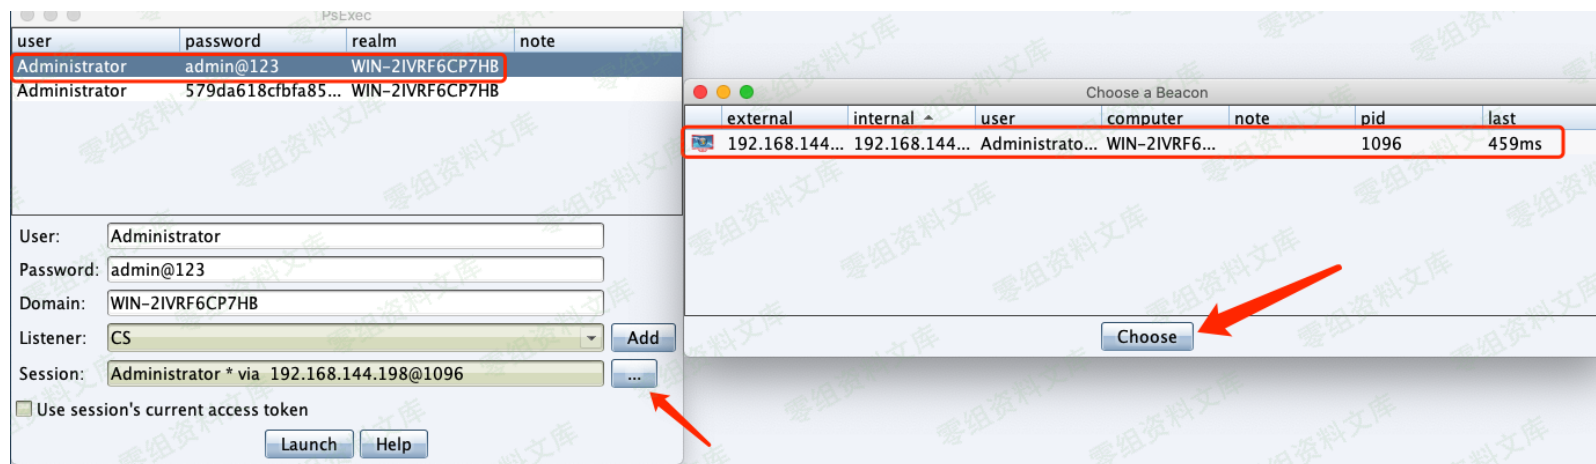 PsExec
user password realm note
Administrator admin@123 WIN-2IVRF6CP7HB
Administrator 579da618cfbfa85... WIN-2IVRF6CP7HB
User: Administrator
Password: admin@123
Domain: WIN-2IVRF6CP7HB
Listener: CS Add
Session: Administrator * via 192.168.144.198@1096 ...
Use session's current access token
Launch Help
Choose a Beacon
external internal user computer note pid last
192.168.144... 192.168.144... Administrato... WIN-2IVRF6... 1096 459ms
Choose
零组资料文库